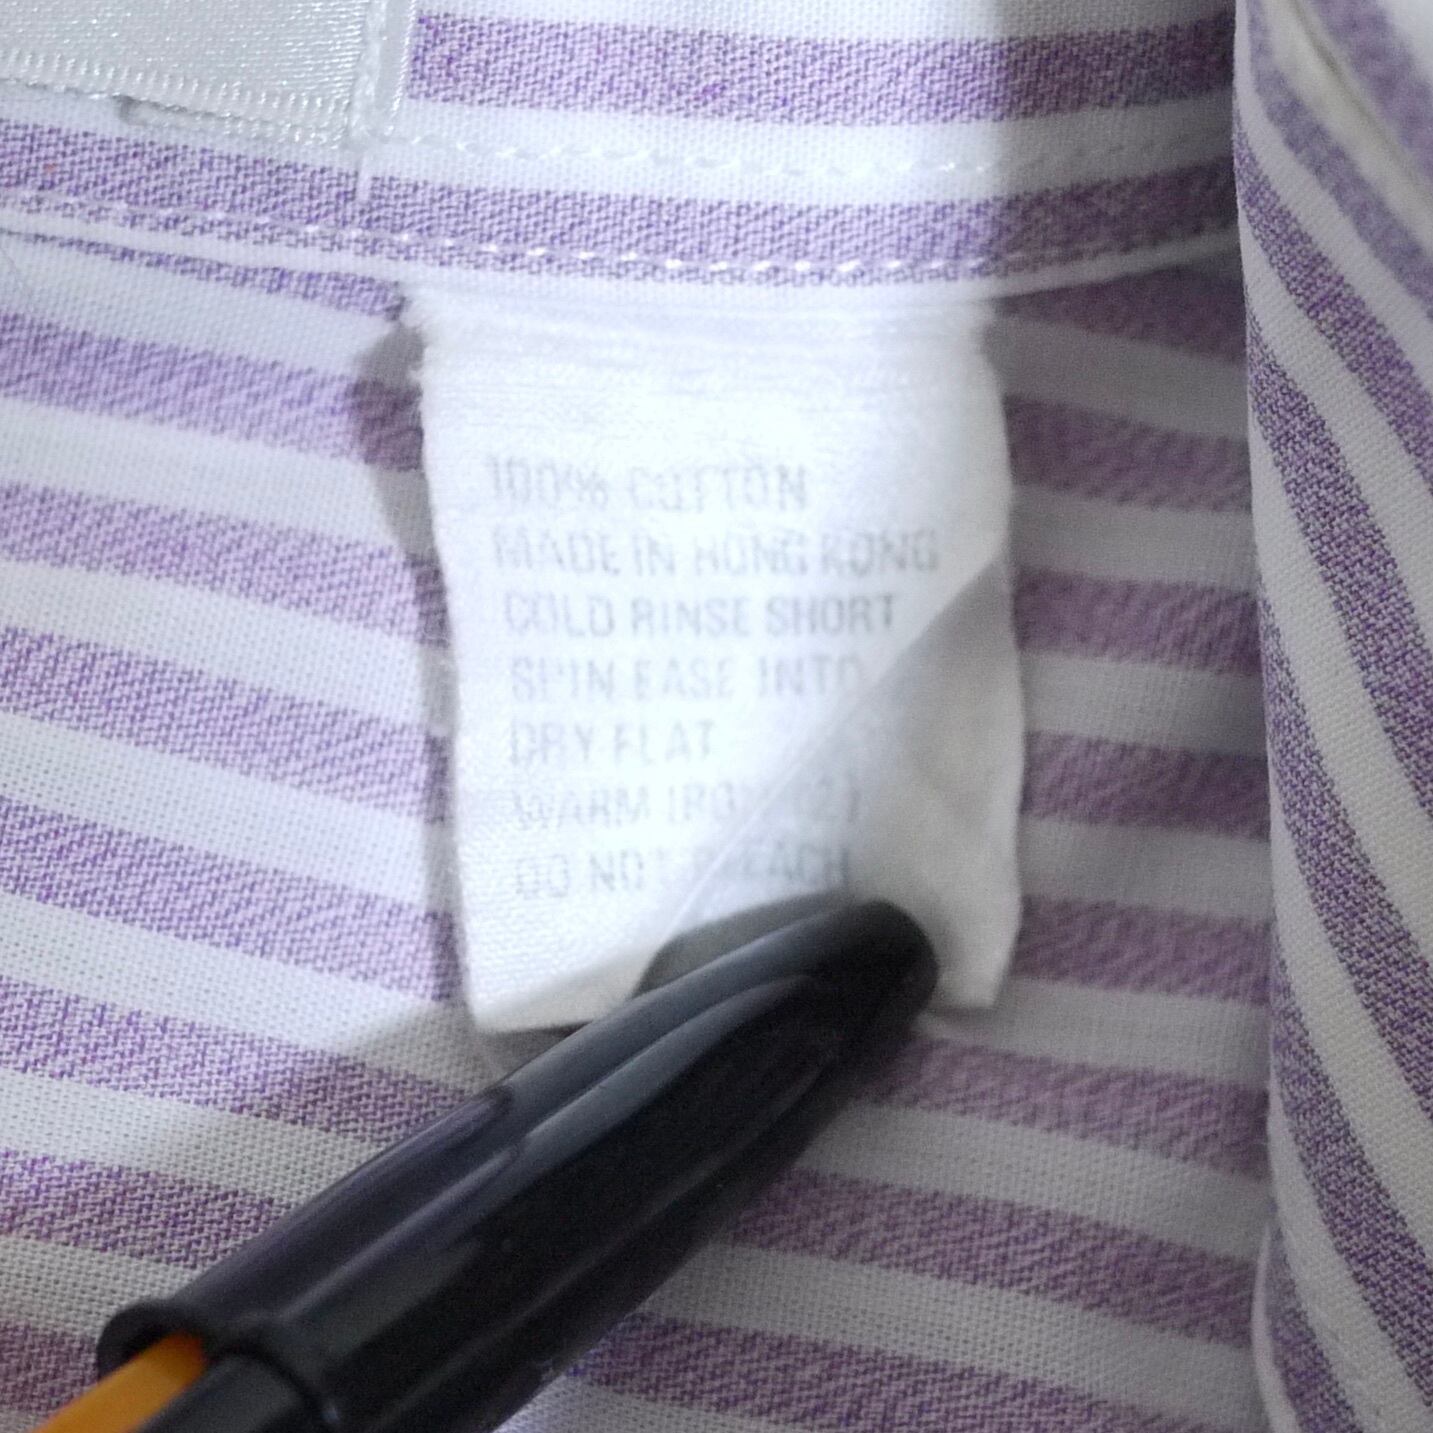 100% COTTON
MADE IN HONG KONG
COLD RINSE SHORT
SPIN EASE INTO
DRY FLAT
WARM IRON (2)
DO NOT BLEACH